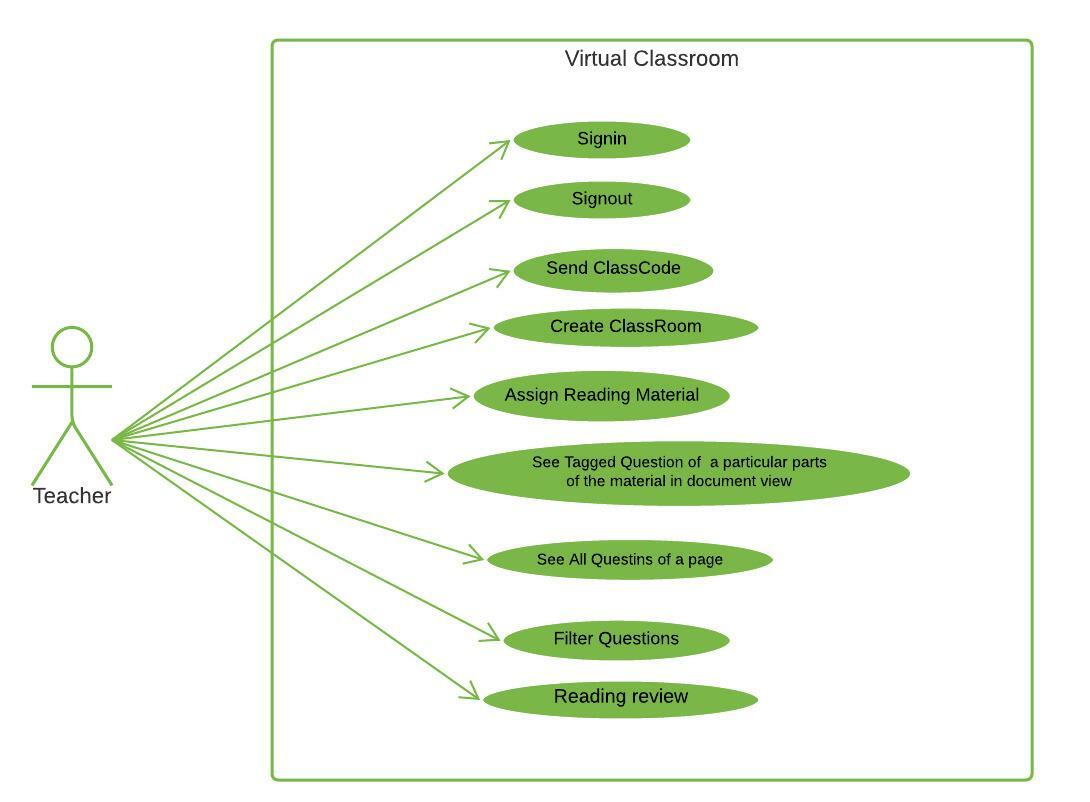 Virtual Classroom
Signin
Signout
Send ClassCode
Create ClassRoom
Assign Reading Material
See Tagged Question of  a particular parts
of the material in document view
See All Questins of a page
Filter Questions
Reading review
Teacher